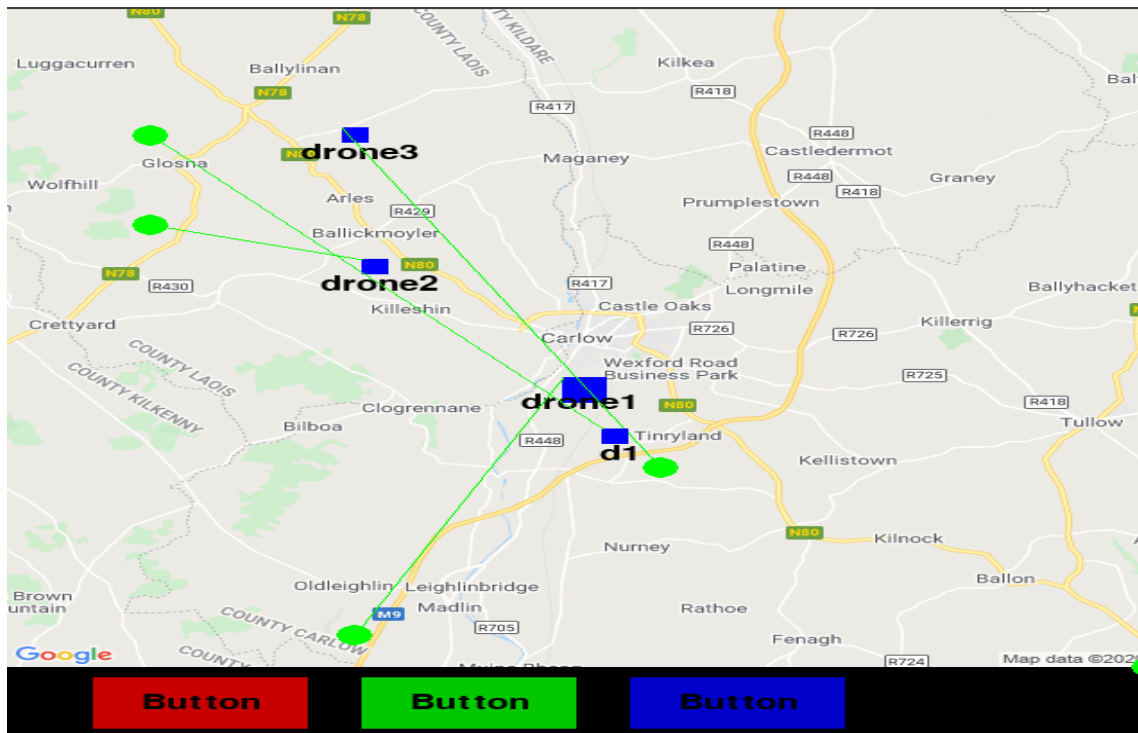 N80
N78
COUNTY LAOIS
COUNTY KILDARE
Luggacurren
Ballylinan
Kilkea
N78
R417
R418
drone3
R448
Glosna
Maganey
Castledermot
Wolfhill
R448
R418
Graney
Arles
R429
Prumplestown
Ballickmoyler
R448
N78
N80
Palatine
R430
drone2
R417
Longmile
Ballyhacket
Killeshin
Castle Oaks
Crettyard
R726
R726
Killerrig
Carlow
COUNTY LAOIS
COUNTY KILKENNY
Wexford Road
Business Park
R725
drone1
N80
R418
Clogrennane
Bilboa
R448
Tinryland
Tullow
d1
Kellistown
N80
Kilnock
Nurney
Ballon
Oldleighlin
Leighlinbridge
Brown
untain
M9
Madlin
Rathoe
COUNTY CARLOW
R705
Fenagh
Google
COUNTY
R724
Map data ©202
Button
Button
Button